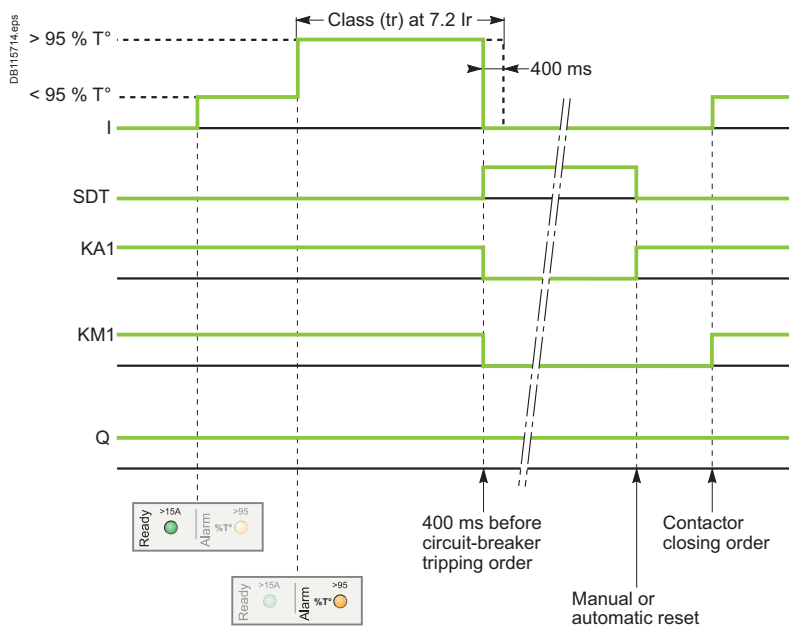 DB115714.eps
Class (tr) at 7.2 Ir
> 95 % T°
400 ms
< 95 % T°
I
SDT
KA1
KM1
Q
Ready
>15A
Alarm
%T°
>95
400 ms before
circuit-breaker
tripping order
Contactor
closing order
Ready
>15A
Alarm
%T°
>95
Manual or
automatic reset